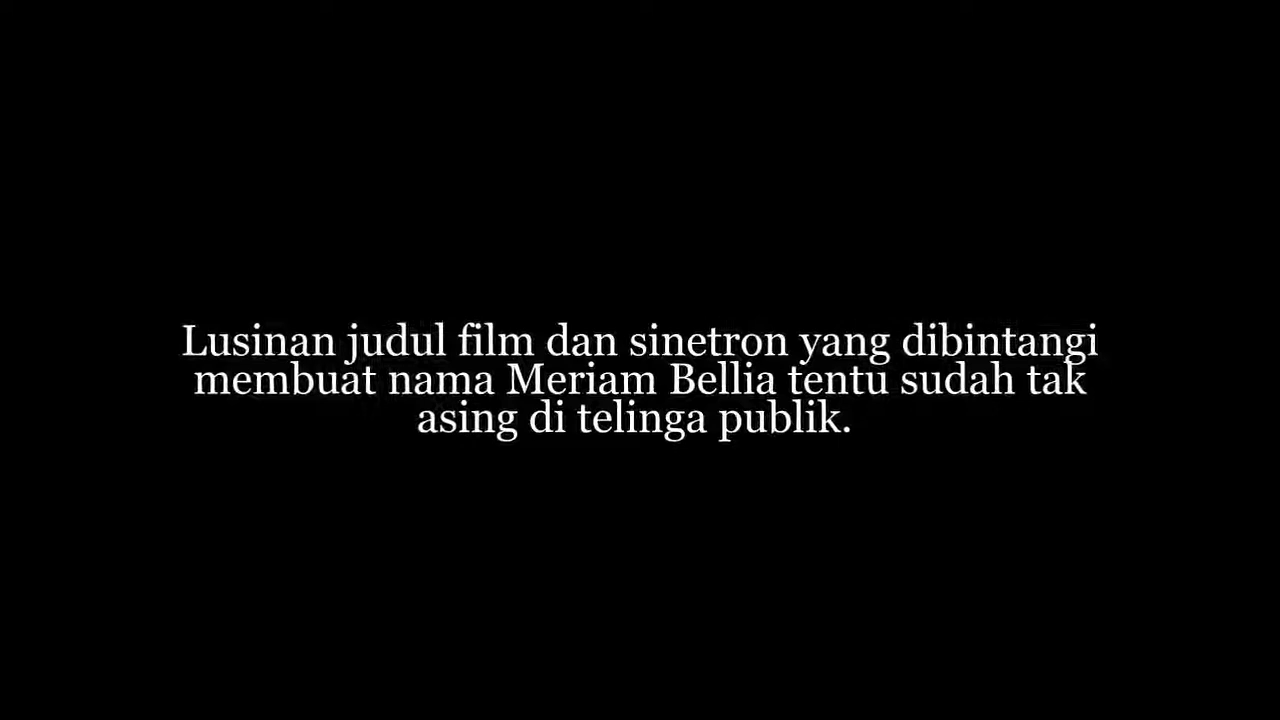 Lusinan judul film dan sinetron yang dibintangi
membuat nama Meriam Bellia tentu sudah tak
asing di telinga publik.